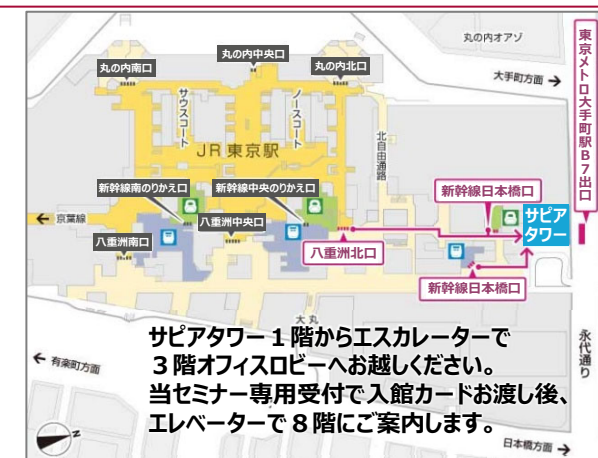 丸の内オアゾ
丸の内中央口
丸の内南口
丸の内北口
大手町方面 →
東京メトロ大手町駅B7出口
サウスコート
ノースコート
北自由通路
JR東京駅
新幹線南のりかえ口
新幹線中央のりかえ口
新幹線日本橋口
← 京葉線
八重洲中央口
サピア
タワー
八重洲南口
八重洲北口
新幹線日本橋口
大丸
永代通り
← 有楽町方面
サピアタワー1階からエスカレーターで
3階オフィスロビーへお越しください。
当セミナー専用受付で入館カードお渡し後、
エレベーターで8階にご案内します。
N
日本橋方面 →